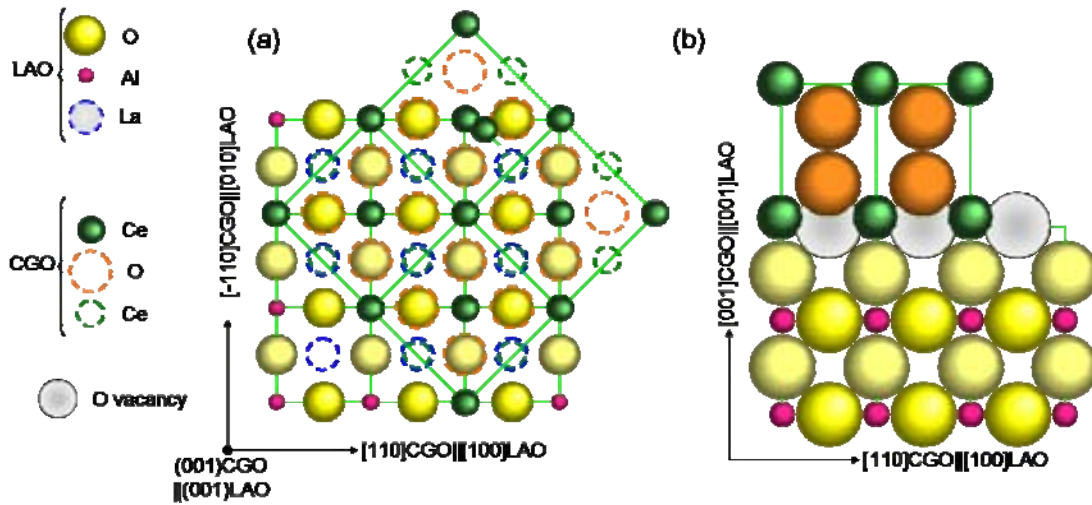 LAO
O
Al
La
CGO
Ce
O
Ce
O vacancy
(a)
[-110]CGO||[010]LAO
[110]CGO||[100]LAO
(001)CGO
||(001)LAO
(b)
[001]CGO||[001]LAO
[110]CGO||[100]LAO